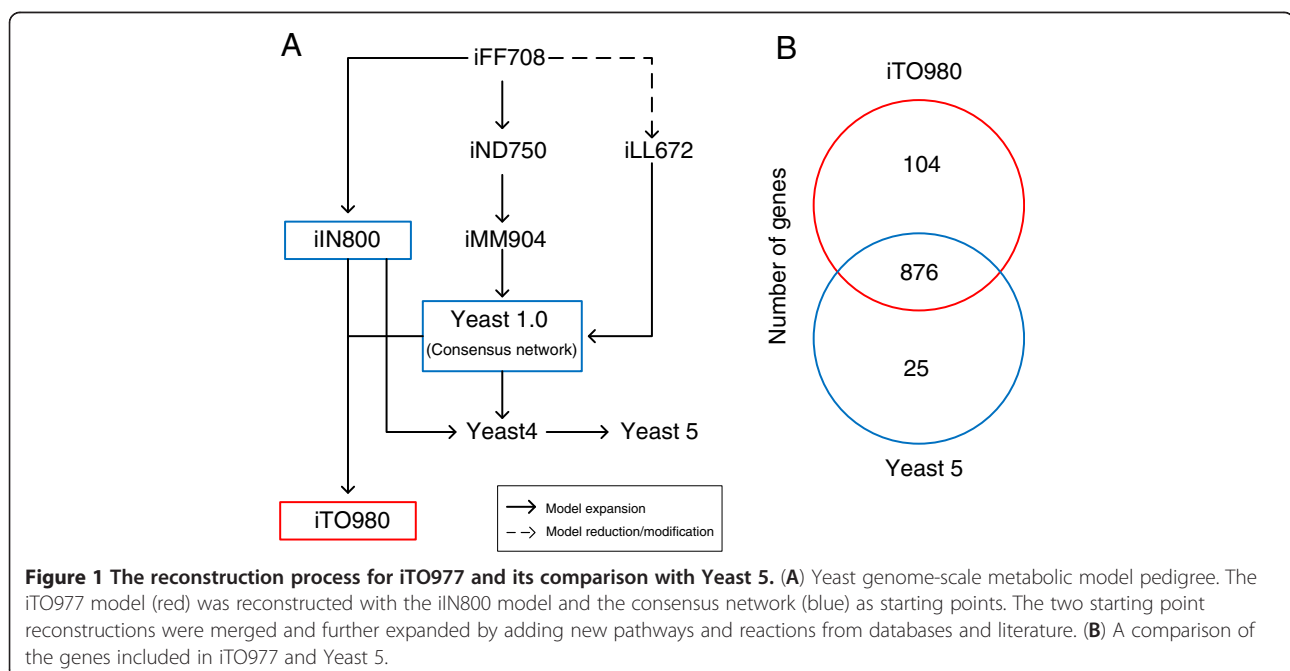 A
iFF708
iND750
iLL672
iIN800
iMM904
Yeast 1.0
(Consensus network)
Yeast4
Yeast 5
iTO980
Model expansion
Model reduction/modification
B
iTO980
Number of genes
104
876
25
Yeast 5
Figure 1 The reconstruction process for iTO977 and its comparison with Yeast 5. (A) Yeast genome-scale metabolic model pedigree. The
iTO977 model (red) was reconstructed with the iIN800 model and the consensus network (blue) as starting points. The two starting point
reconstructions were merged and further expanded by adding new pathways and reactions from databases and literature. (B) A comparison of
the genes included in iTO977 and Yeast 5.